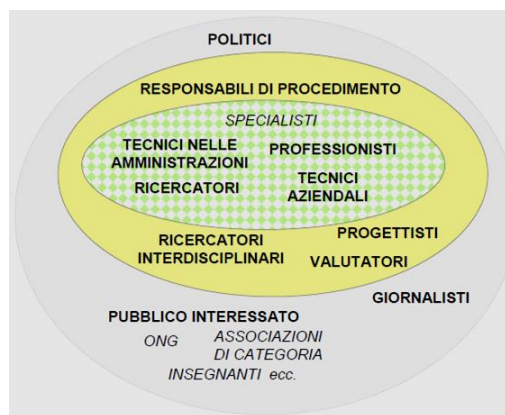 POLITICI
RESPONSABILI DI PROCEDIMENTO
SPECIALISTI
TECNICI NELLE
AMMINISTRAZIONI
PROFESSIONISTI
RICERCATORI
TECNICI
AZIENDALI
RICERCATORI
INTERDISCIPLINARI
PROGETTISTI
VALUTATORI
GIORNALISTI
PUBBLICO INTERESSATO
ONG
ASSOCIAZIONI
DI CATEGORIA
INSEGNANTI ecc.